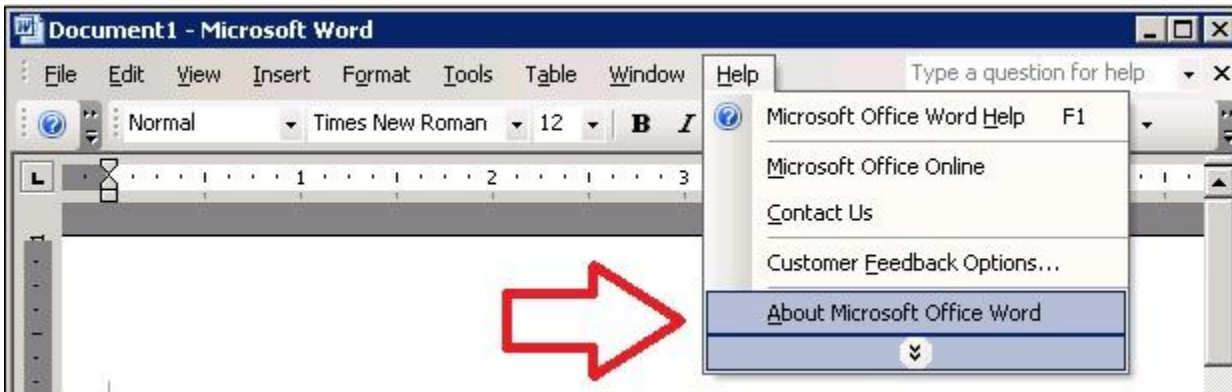 Document1 - Microsoft Word
File Edit View Insert Format Tools Table Window Help Type a question for help
Normal Times New Roman 12 B I
Microsoft Office Word Help F1
L 1 2 3
Microsoft Office Online
Contact Us
Customer Feedback Options...
About Microsoft Office Word